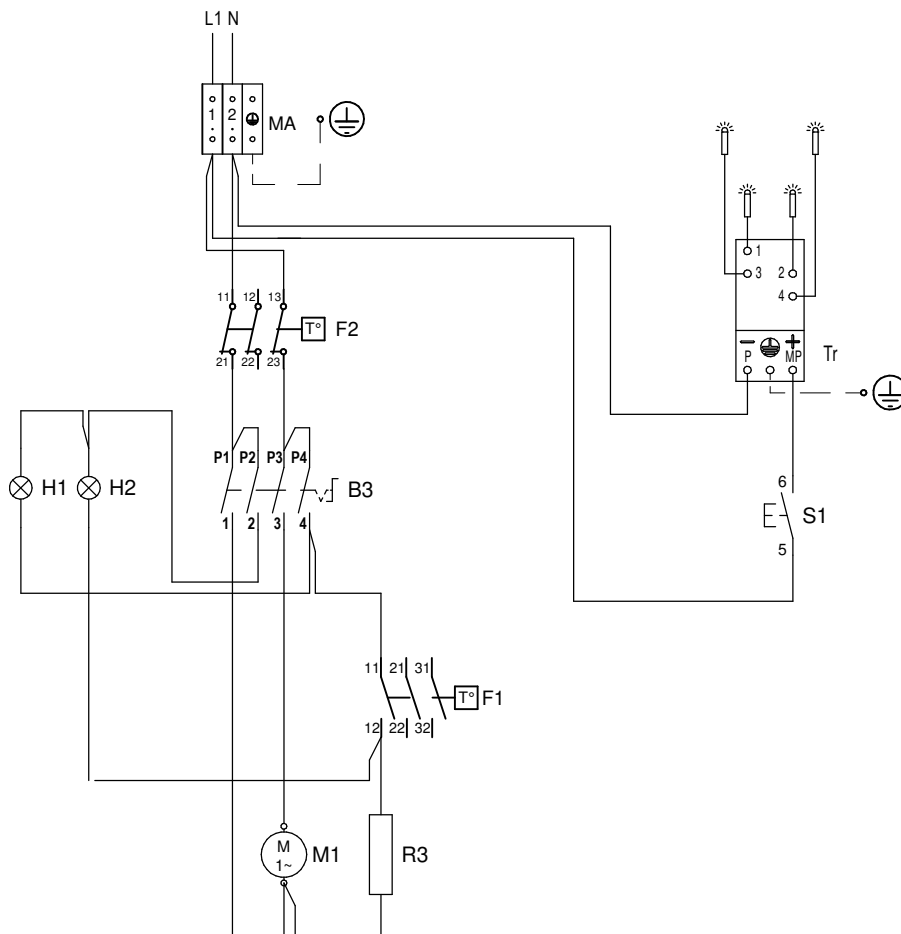 L1 N
1 2 MA
1
3 2
4
11 12 13
T° F2
21 22 23
− +
P MP Tr
P1 P2 P3 P4
H1 H2 B3
1 2 3 4
6
S1
5
11 21 31
T° F1
12 22 32
M
1~
M1 R3